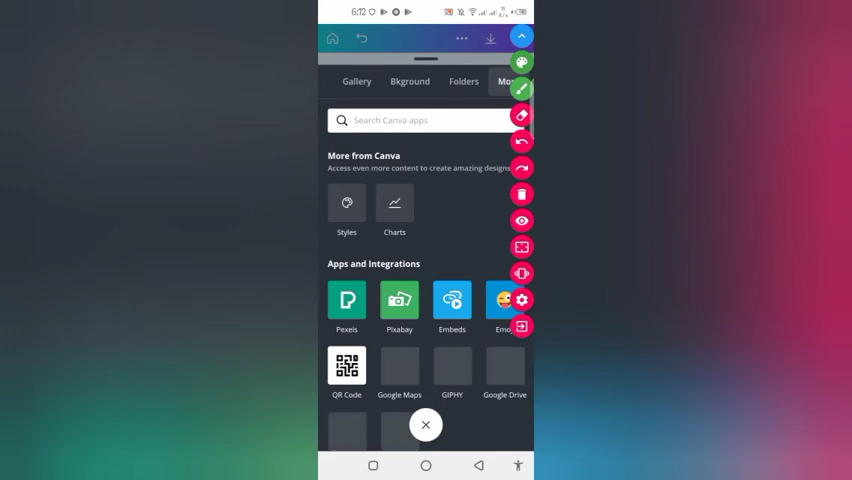 6:12
Gallery Bkground Folders
Search Canva apps
More from Canva
Access even more content to create amazing designs
Styles Charts
Apps and Integrations
Pexels Pixabay Embeds
QR Code Google Maps GIPHY Google Drive